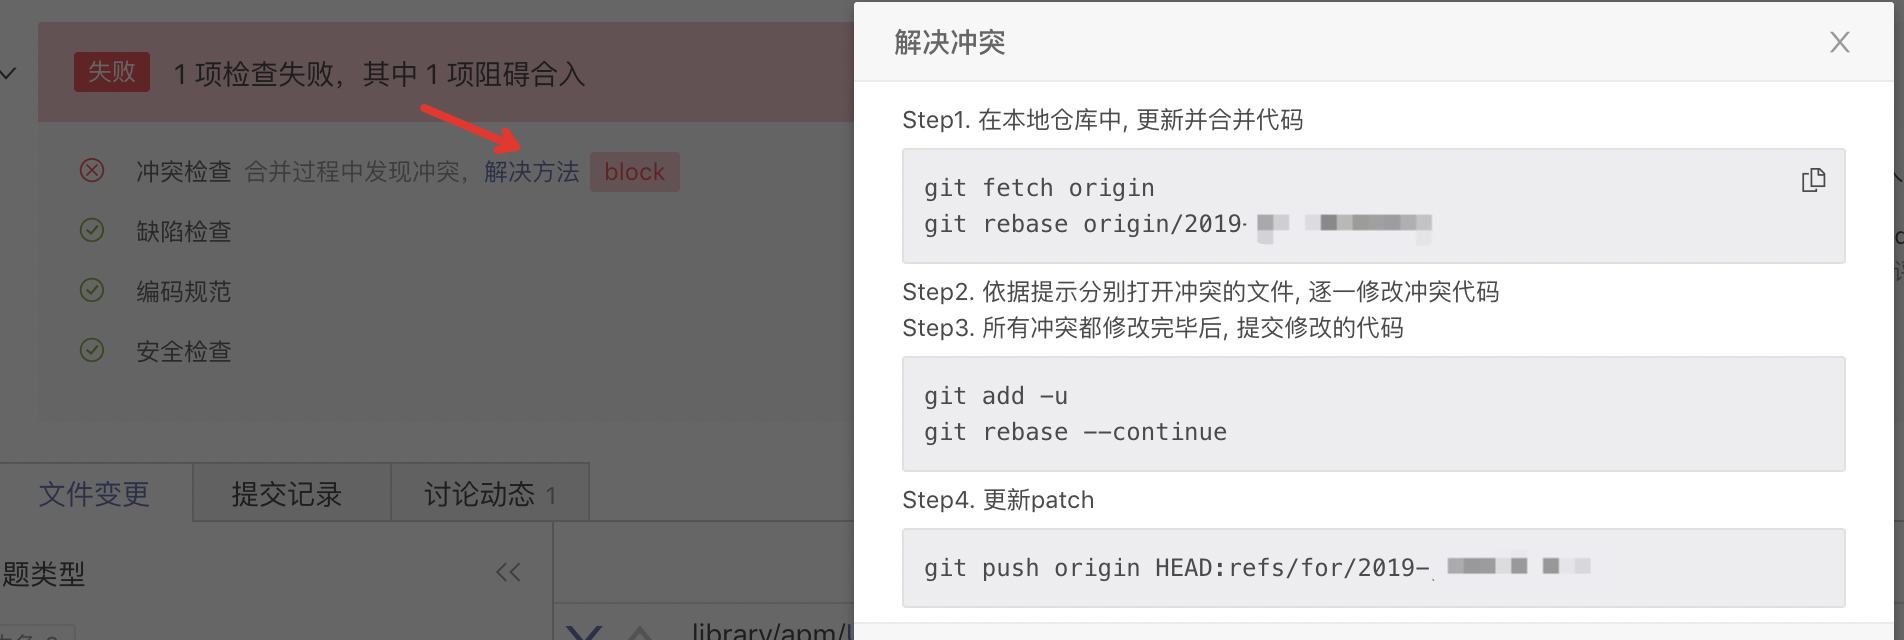 失败 1 项检查失败，其中 1 项阻碍合入
冲突检查 合并过程中发现冲突，解决方法 block
缺陷检查
编码规范
安全检查
文件变更 提交记录 讨论动态 1
题类型
library/apm/
解决冲突
Step1. 在本地仓库中, 更新并合并代码
git fetch origin
git rebase origin/2019-
Step2. 依据提示分别打开冲突的文件, 逐一修改冲突代码
Step3. 所有冲突都修改完毕后, 提交修改的代码
git add -u
git rebase --continue
Step4. 更新patch
git push origin HEAD:refs/for/2019-